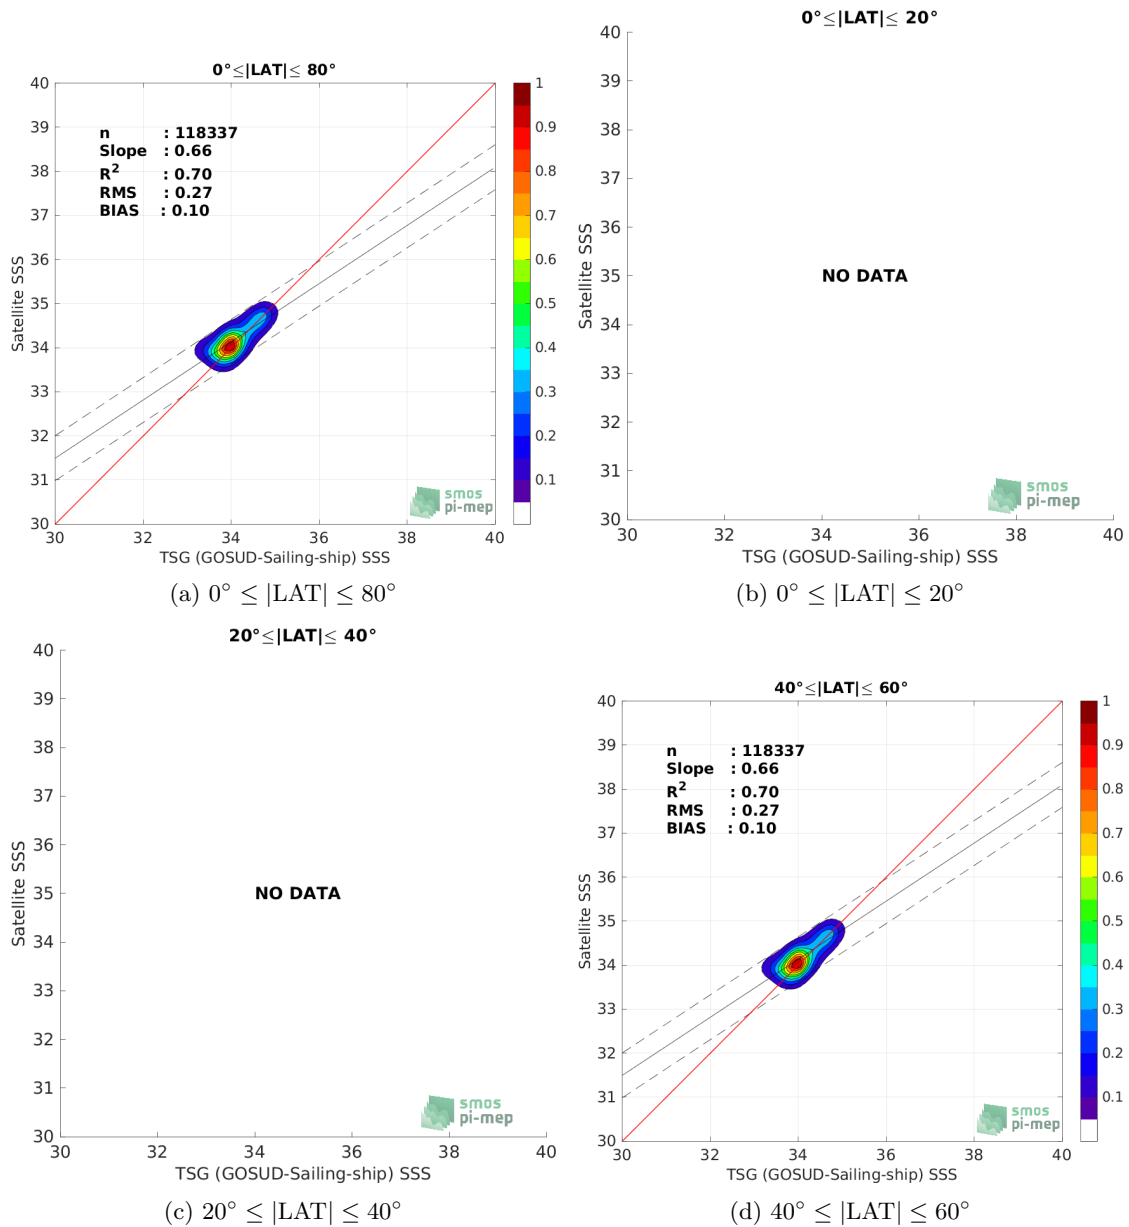 0°≤|LAT|≤ 80°
40
39
38
37
36
35
34
33
32
31
30
Satellite SSS
n : 118337
Slope : 0.66
R² : 0.70
RMS : 0.27
BIAS : 0.10
smos
pi-mep
30 32 34 36 38 40
TSG (GOSUD-Sailing-ship) SSS
1
0.9
0.8
0.7
0.6
0.5
0.4
0.3
0.2
0.1
(a) 0° ≤ |LAT| ≤ 80°
0°≤|LAT|≤ 20°
40
39
38
37
36
35
34
33
32
31
30
Satellite SSS
NO DATA
smos
pi-mep
30 32 34 36 38 40
TSG (GOSUD-Sailing-ship) SSS
(b) 0° ≤ |LAT| ≤ 20°
20°≤|LAT|≤ 40°
40
39
38
37
36
35
34
33
32
31
30
Satellite SSS
NO DATA
smos
pi-mep
30 32 34 36 38 40
TSG (GOSUD-Sailing-ship) SSS
(c) 20° ≤ |LAT| ≤ 40°
40°≤|LAT|≤ 60°
40
39
38
37
36
35
34
33
32
31
30
Satellite SSS
n : 118337
Slope : 0.66
R² : 0.70
RMS : 0.27
BIAS : 0.10
smos
pi-mep
30 32 34 36 38 40
TSG (GOSUD-Sailing-ship) SSS
1
0.9
0.8
0.7
0.6
0.5
0.4
0.3
0.2
0.1
(d) 40° ≤ |LAT| ≤ 60°